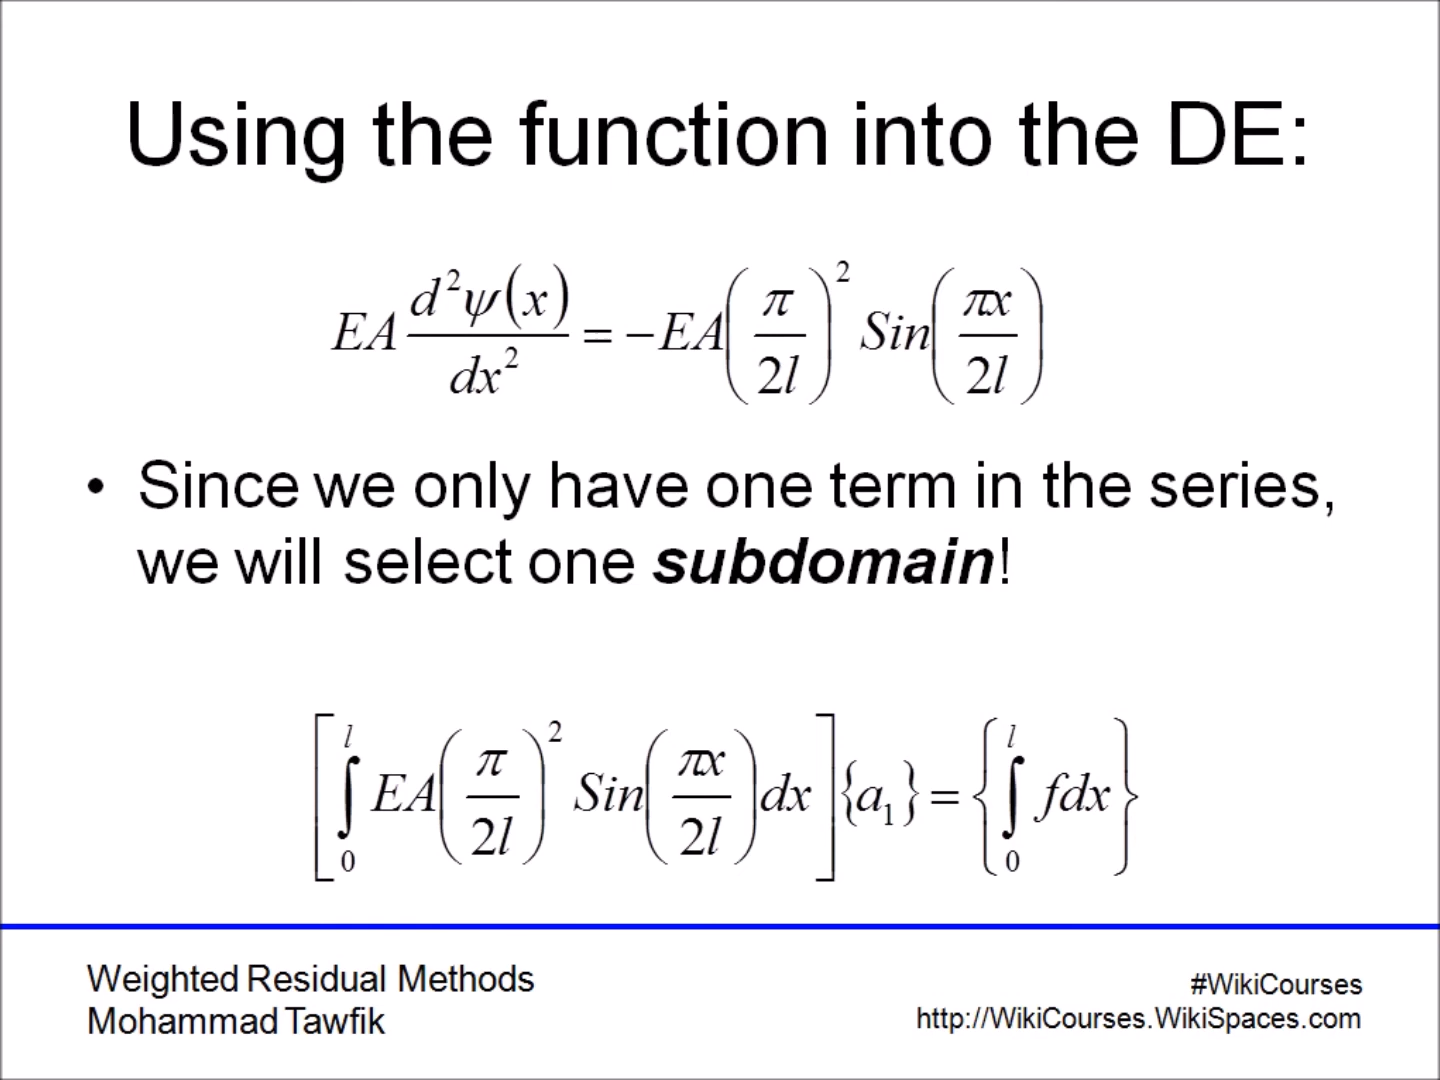 Using the function into the DE:
EA d²ψ(x)/dx² = −EA(π/2l)² Sin(πx/2l)
• Since we only have one term in the series,
we will select one subdomain!
[∫₀ˡ EA(π/2l)² Sin(πx/2l)dx]{a₁} = {∫₀ˡ fdx}
Weighted Residual Methods
Mohammad Tawfik
#WikiCourses
http://WikiCourses.WikiSpaces.com